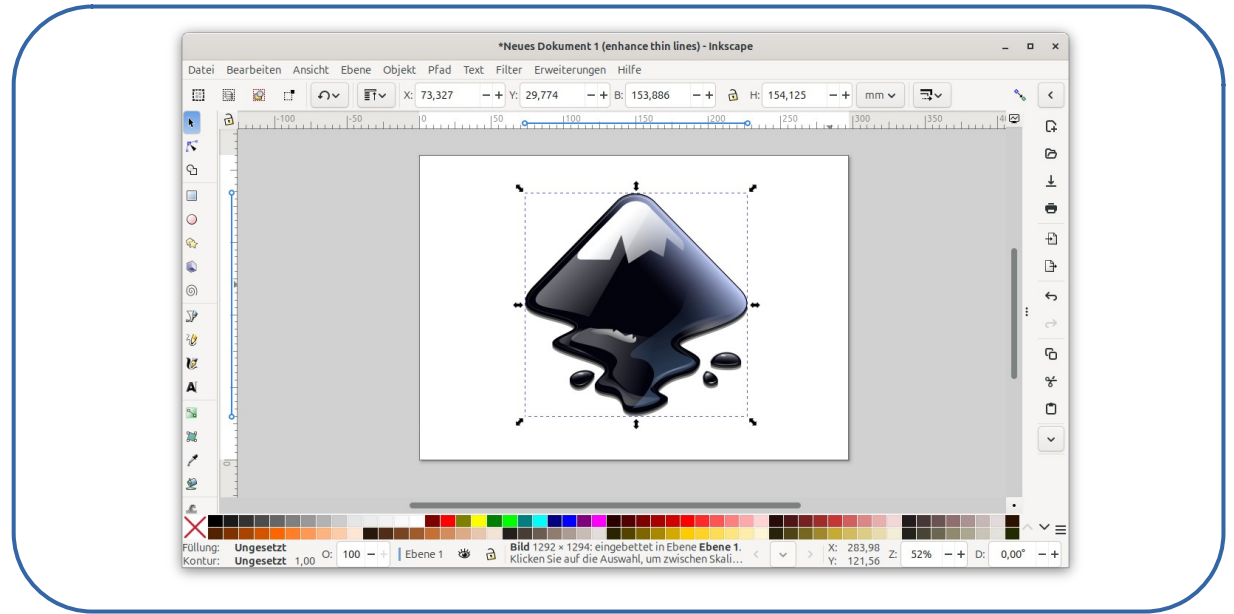 *Neues Dokument 1 (enhance thin lines) - Inkscape
Datei Bearbeiten Ansicht Ebene Objekt Pfad Text Filter Erweiterungen Hilfe
X: 73,327 Y: 29,774 B: 153,886 H: 154,125 mm
-100 -50 0 50 100 150 200 250 300 350
0
Füllung: Ungesetzt
Kontur: Ungesetzt 1,00
O: 100
Ebene 1
Bild 1292 × 1294: eingebettet in Ebene Ebene 1.
Klicken Sie auf die Auswahl, um zwischen Skali…
X: 283,98
Y: 121,56
Z: 52%
D: 0,00°